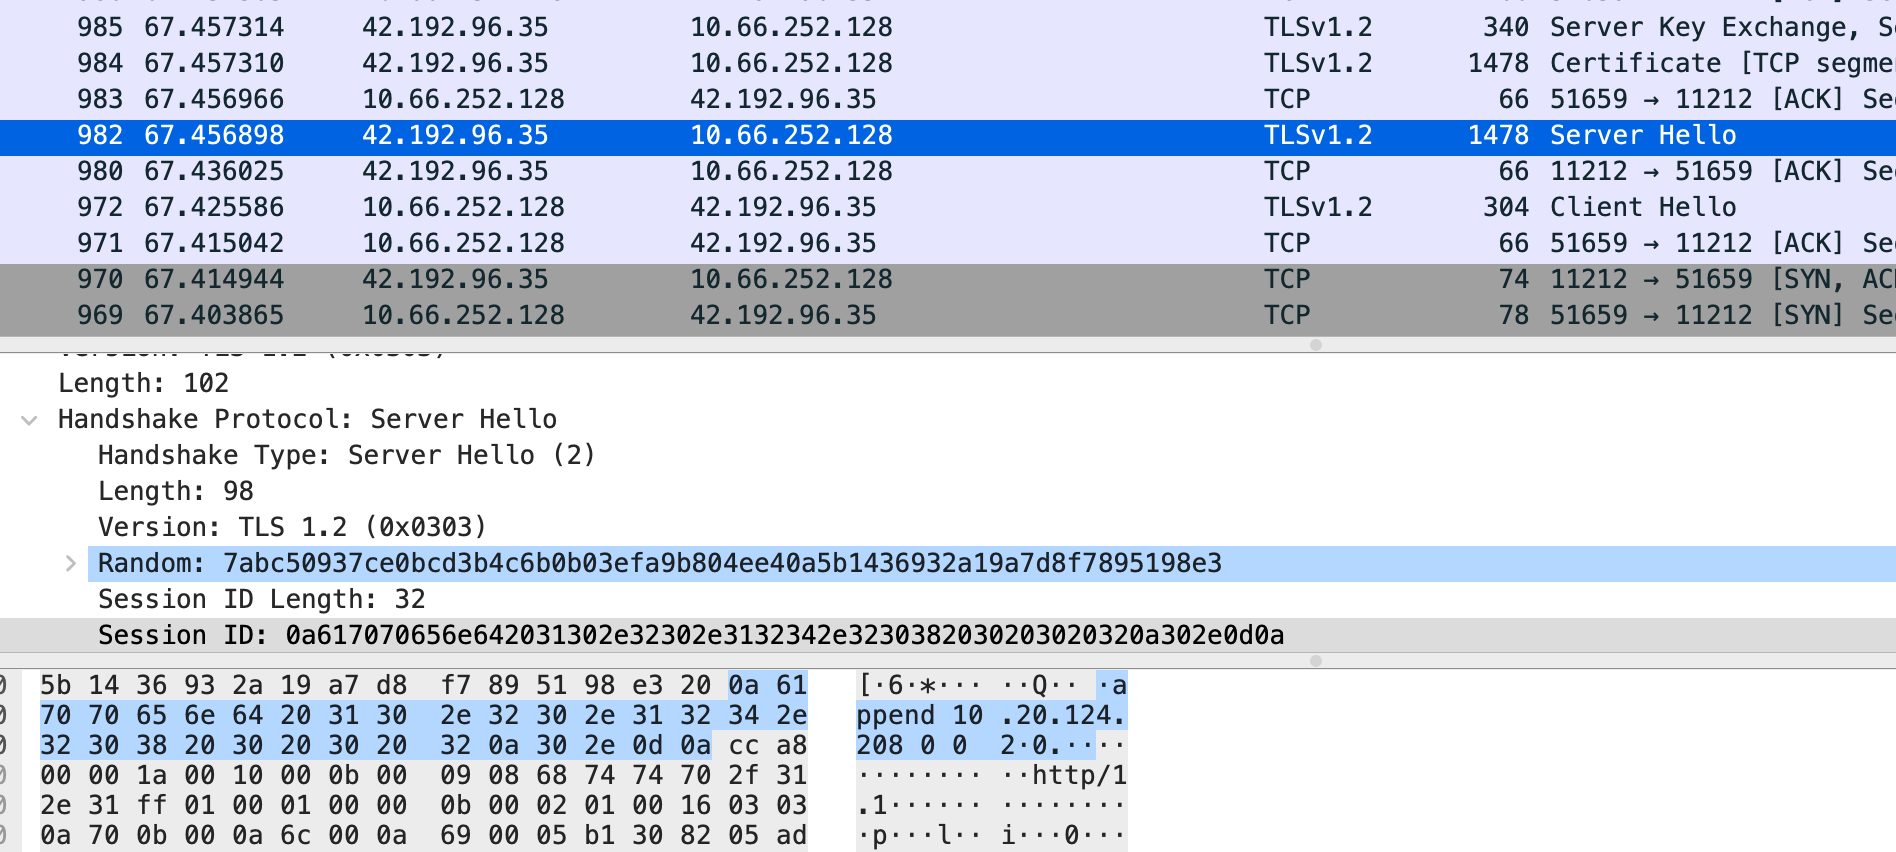 985 67.457314 42.192.96.35 10.66.252.128 TLSv1.2 340 Server Key Exchange,
984 67.457310 42.192.96.35 10.66.252.128 TLSv1.2 1478 Certificate [TCP segme
983 67.456966 10.66.252.128 42.192.96.35 TCP 66 51659 → 11212 [ACK] Se
982 67.456898 42.192.96.35 10.66.252.128 TLSv1.2 1478 Server Hello
980 67.436025 42.192.96.35 10.66.252.128 TCP 66 11212 → 51659 [ACK] Se
972 67.425586 10.66.252.128 42.192.96.35 TLSv1.2 304 Client Hello
971 67.415042 10.66.252.128 42.192.96.35 TCP 66 51659 → 11212 [ACK] Se
970 67.414944 42.192.96.35 10.66.252.128 TCP 74 11212 → 51659 [SYN, AC
969 67.403865 10.66.252.128 42.192.96.35 TCP 78 51659 → 11212 [SYN] Se
Length: 102
Handshake Protocol: Server Hello
Handshake Type: Server Hello (2)
Length: 98
Version: TLS 1.2 (0x0303)
Random: 7abc50937ce0bcd3b4c6b0b03efa9b804ee40a5b1436932a19a7d8f7895198e3
Session ID Length: 32
Session ID: 0a617070656e642031302e32302e3132342e3230382030203020320a302e0d0a
5b 14 36 93 2a 19 a7 d8 f7 89 51 98 e3 20 0a 61 [·6·*··· ··Q·· ·a
70 70 65 6e 64 20 31 30 2e 32 30 2e 31 32 34 2e ppend 10 .20.124.
32 30 38 20 30 20 30 20 32 0a 30 2e 0d 0a cc a8 208 0 0 2·0.····
00 00 1a 00 10 00 0b 00 09 08 68 74 74 70 2f 31 ········ ··http/1
2e 31 ff 01 00 01 00 00 0b 00 02 01 00 16 03 03 .1······ ········
0a 70 0b 00 0a 6c 00 0a 69 00 05 b1 30 82 05 ad ·p···l·· i···0···